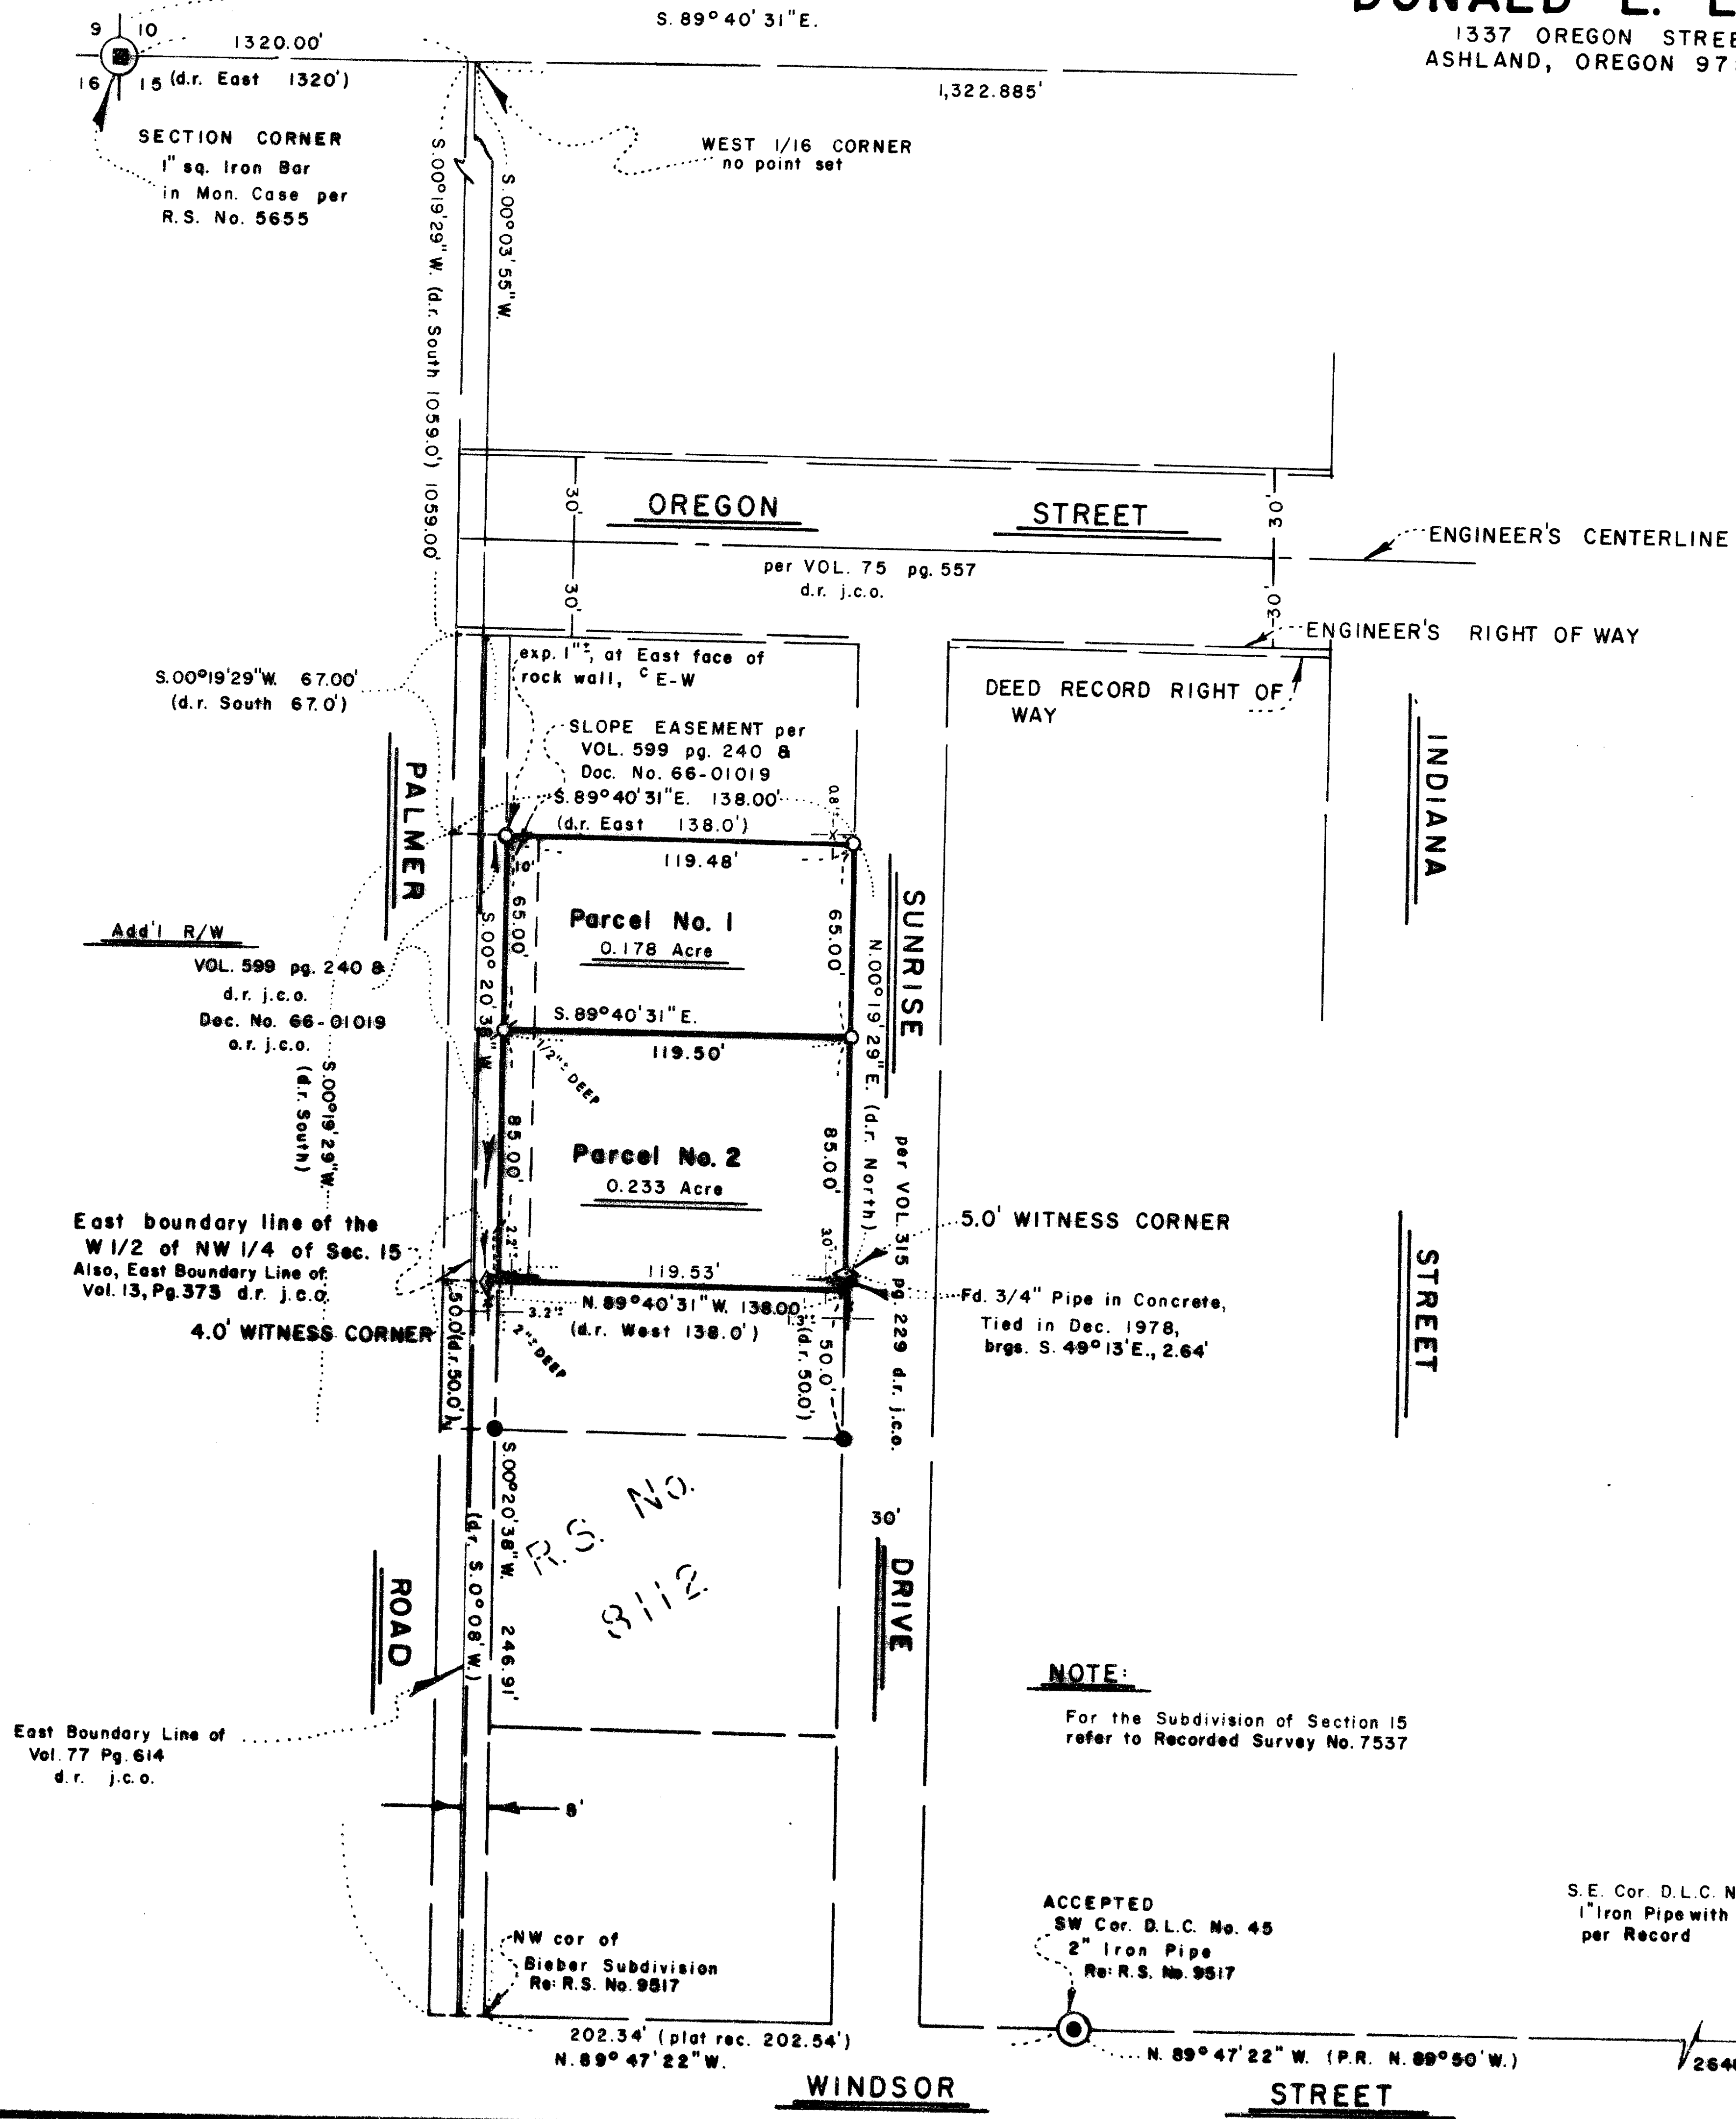 S. 89° 40' 31" E.
1337 OREGON STREE
ASHLAND, OREGON 97
9 10
16 15
1320.00'
(d.r. East 1320')
1,322.885'
SECTION CORNER
1" sq. Iron Bar
in Mon. Case per
R.S. No. 5655
WEST 1/16 CORNER
no point set
S. 00° 19' 29" W. (d.r. South 1059.0') 1059.00'
S. 00° 03' 55" W.
30'
30'
OREGON STREET
30'
30'
ENGINEER'S CENTERLINE
per VOL. 75 pg. 557
d.r. j.c.o.
ENGINEER'S RIGHT OF WAY
DEED RECORD RIGHT OF
WAY
exp. 1"±, at East face of
rock wall, C E-W
S.00°19'29"W. 67.00'
(d.r. South 67.0')
SLOPE EASEMENT per
VOL. 599 pg. 240 &
Doc. No. 66-01019
S. 89° 40' 31" E. 138.00'
(d.r. East 138.0')
0.8'
PALMER
INDIANA
119.48'
10'
65.00'
Parcel No. 1
0.178 Acre
65.00'
SUNRISE
Add'l R/W
VOL. 599 pg. 240 &
d.r. j.c.o.
Doc. No. 66-01019
o.r. j.c.o.
S. 00° 20' 38" W.
S. 89° 40' 31" E.
119.50'
1/2"± DEEP
N. 00° 19' 29" E. (d.r. North)
S. 00° 19' 29" W.
(d.r. South)
85.00'
Parcel No. 2
0.233 Acre
85.00'
per VOL. 315 pg. 229 d.r. j.c.o.
East boundary line of the
W 1/2 of NW 1/4 of Sec. 15
Also, East Boundary Line of
Vol. 13, Pg. 373 d.r. j.c.o.
4.0' WITNESS CORNER
5.0' WITNESS CORNER
2.2'
3.0'
119.53'
3.2'±
N. 89° 40' 31" W. 138.00'
(d.r. West 138.0')
1.3'±
2"± DEEP
50.0' (d.r. 50.0')
50.0'
(d.r. 50.0')
Fd. 3/4" Pipe in Concrete,
Tied in Dec. 1978,
brgs. S. 49° 13' E., 2.64'
STREET
R.S. No.
8112
S. 00° 20' 38" W. 246.91'
(d.r. S. 0° 08' W.)
30'
DRIVE
ROAD
NOTE:
For the Subdivision of Section 15
refer to Recorded Survey No. 7537
East Boundary Line of
Vol. 77 Pg. 614
d.r. j.c.o.
8'
NW cor of
Bieber Subdivision
Re: R.S. No. 9517
ACCEPTED
SW Cor. D.L.C. No. 45
2" Iron Pipe
Re: R.S. No. 9517
S.E. Cor. D.L.C. N
1" Iron Pipe with
per Record
202.34' (plat rec. 202.54')
N. 89° 47' 22" W.
N. 89° 47' 22" W. (P.R. N. 89° 50' W.)
WINDSOR STREET